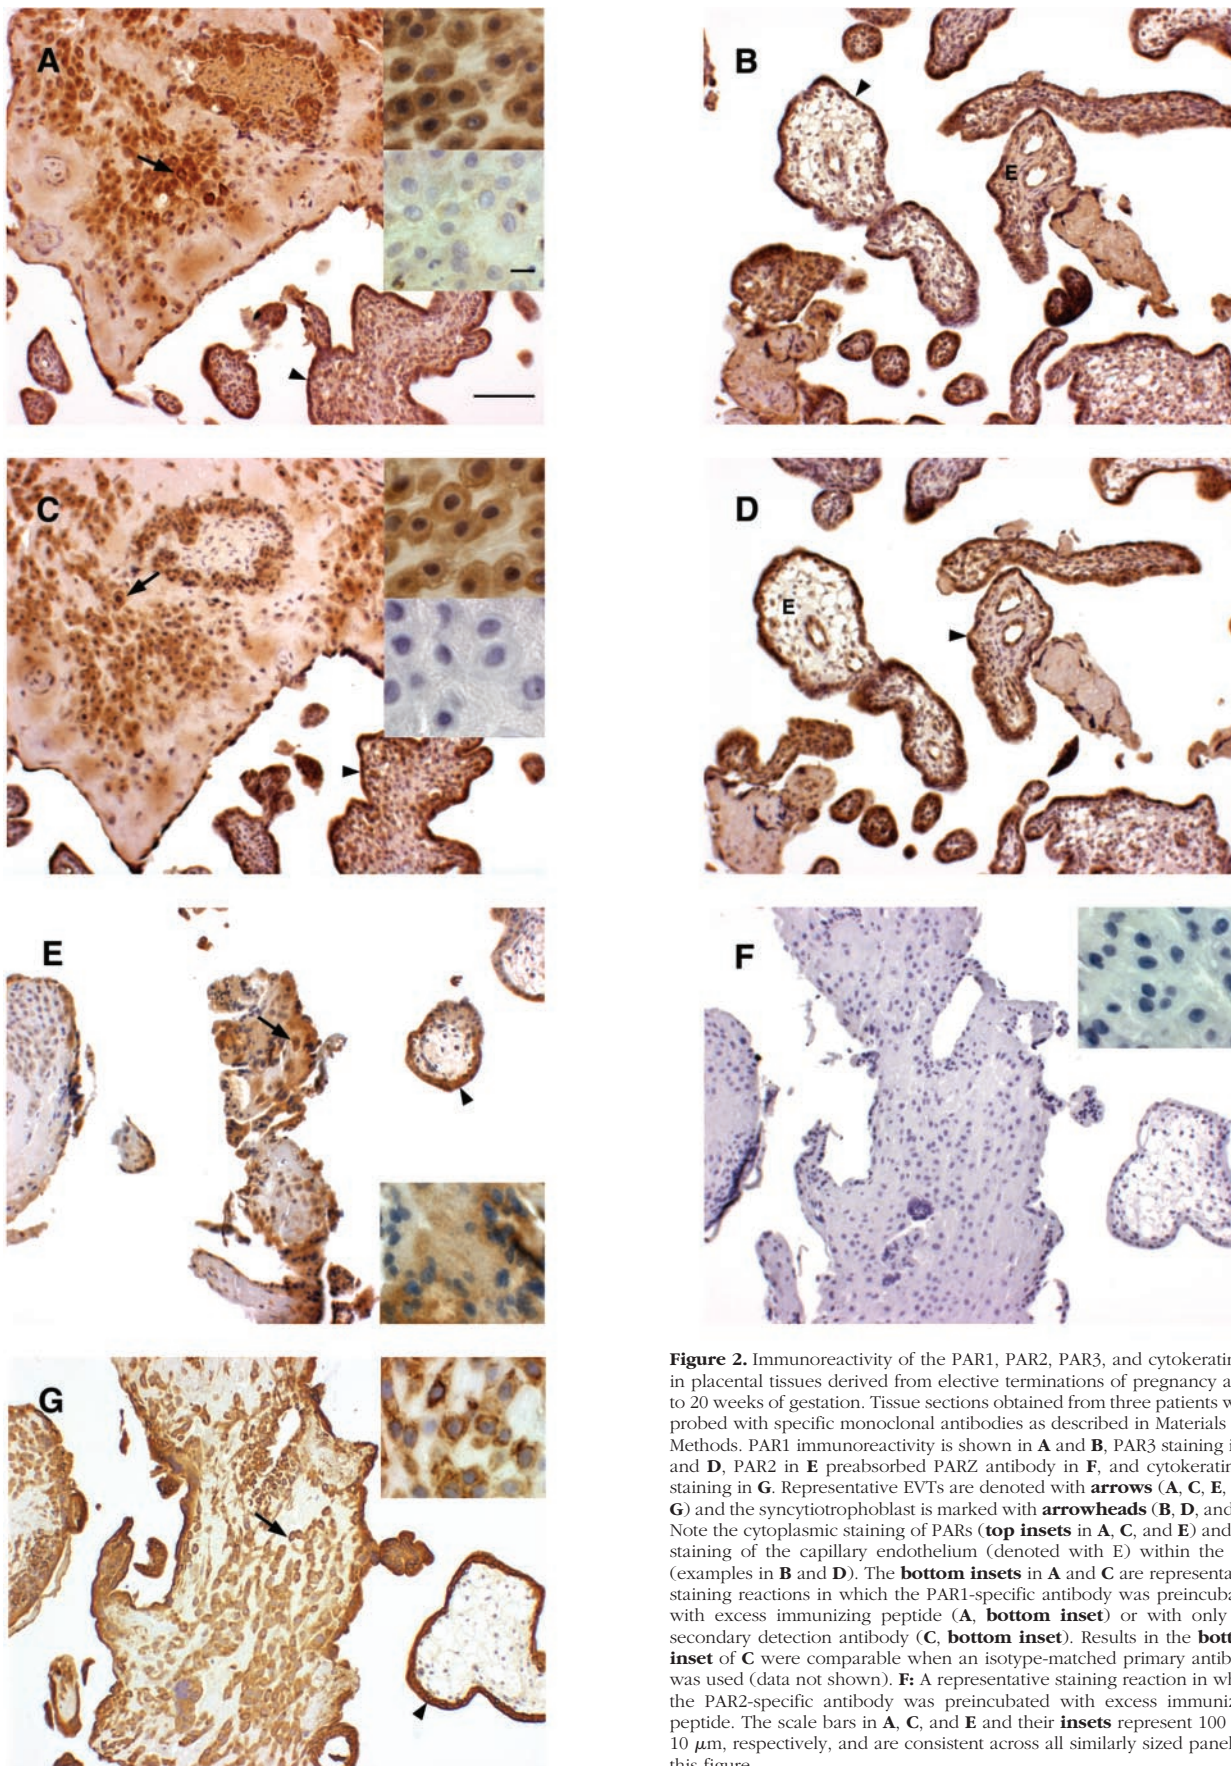 A
B
E
C
D
E
E
F
G
Figure 2. Immunoreactivity of the PAR1, PAR2, PAR3, and cytokeratin
in placental tissues derived from elective terminations of pregnancy a
to 20 weeks of gestation. Tissue sections obtained from three patients w
probed with specific monoclonal antibodies as described in Materials
Methods. PAR1 immunoreactivity is shown in A and B, PAR3 staining i
and D, PAR2 in E preabsorbed PARZ antibody in F, and cytokeratin
staining in G. Representative EVTs are denoted with arrows (A, C, E,
G) and the syncytiotrophoblast is marked with arrowheads (B, D, and
Note the cytoplasmic staining of PARs (top insets in A, C, and E) and
staining of the capillary endothelium (denoted with E) within the
(examples in B and D). The bottom insets in A and C are representa
staining reactions in which the PAR1-specific antibody was preincuba
with excess immunizing peptide (A, bottom inset) or with only
secondary detection antibody (C, bottom inset). Results in the bott
inset of C were comparable when an isotype-matched primary antib
was used (data not shown). F: A representative staining reaction in wh
the PAR2-specific antibody was preincubated with excess immuniz
peptide. The scale bars in A, C, and E and their insets represent 100
10 μm, respectively, and are consistent across all similarly sized panel
this figure